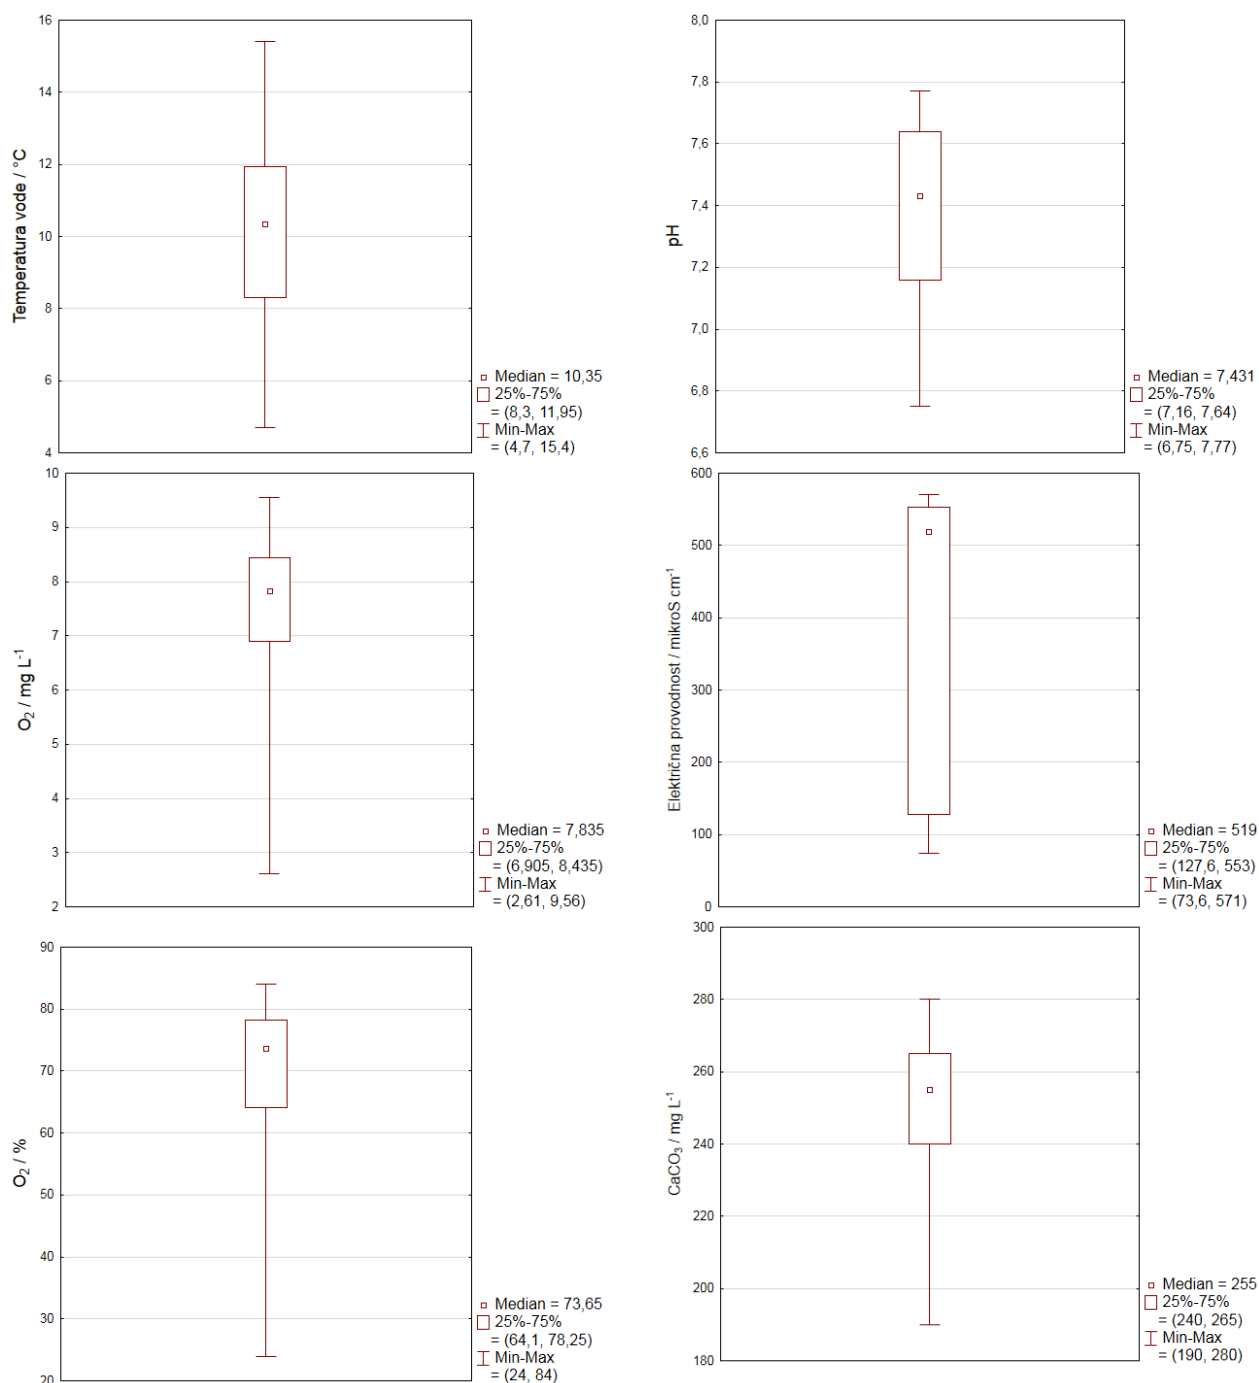 16
14
12
10
8
6
4
Temperatura vode / °C
Median = 10,35
25%-75%
= (8,3, 11,95)
Min-Max
= (4,7, 15,4)
8,0
7,8
7,6
7,4
7,2
7,0
6,8
6,6
pH
Median = 7,431
25%-75%
= (7,16, 7,64)
Min-Max
= (6,75, 7,77)
10
9
8
7
6
5
4
3
2
O₂ / mg L⁻¹
Median = 7,835
25%-75%
= (6,905, 8,435)
Min-Max
= (2,61, 9,56)
600
500
400
300
200
100
0
Električna provodnost / mikroS cm⁻¹
Median = 519
25%-75%
= (127,6, 553)
Min-Max
= (73,6, 571)
90
80
70
60
50
40
30
20
O₂ / %
Median = 73,65
25%-75%
= (64,1, 78,25)
Min-Max
= (24, 84)
300
280
260
240
220
200
180
CaCO₃ / mg L⁻¹
Median = 255
25%-75%
= (240, 265)
Min-Max
= (190, 280)